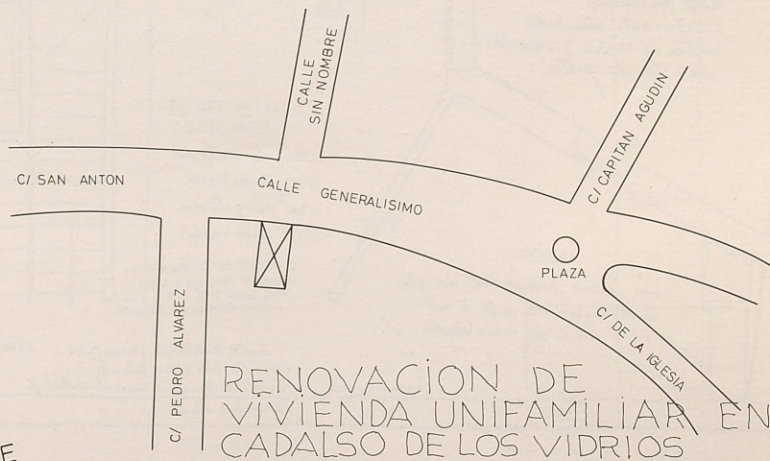 CALLE
SIN NOMBRE
C/ CAPITAN AGUDIN
C/ SAN ANTON
CALLE GENERALISIMO
PLAZA
C/ PEDRO ALVAREZ
C/ DE LA IGLESIA
RENOVACION DE
VIVIENDA UNIFAMILIAR EN
CADALSO DE LOS VIDRIOS